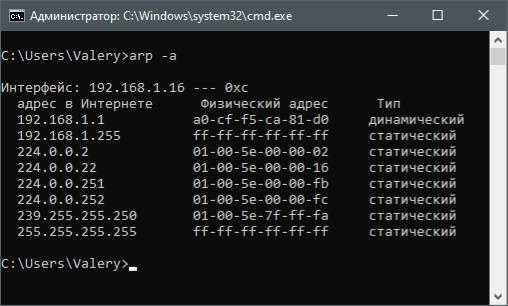 Администратор: C:\Windows\system32\cmd.exe
C:\Users\Valery>arp -a
Интерфейс: 192.168.1.16 --- 0xc
адрес в Интернете Физический адрес Тип
192.168.1.1 a0-cf-f5-ca-81-d0 динамический
192.168.1.255 ff-ff-ff-ff-ff-ff статический
224.0.0.2 01-00-5e-00-00-02 статический
224.0.0.22 01-00-5e-00-00-16 статический
224.0.0.251 01-00-5e-00-00-fb статический
224.0.0.252 01-00-5e-00-00-fc статический
239.255.255.250 01-00-5e-7f-ff-fa статический
255.255.255.255 ff-ff-ff-ff-ff-ff статический
C:\Users\Valery>